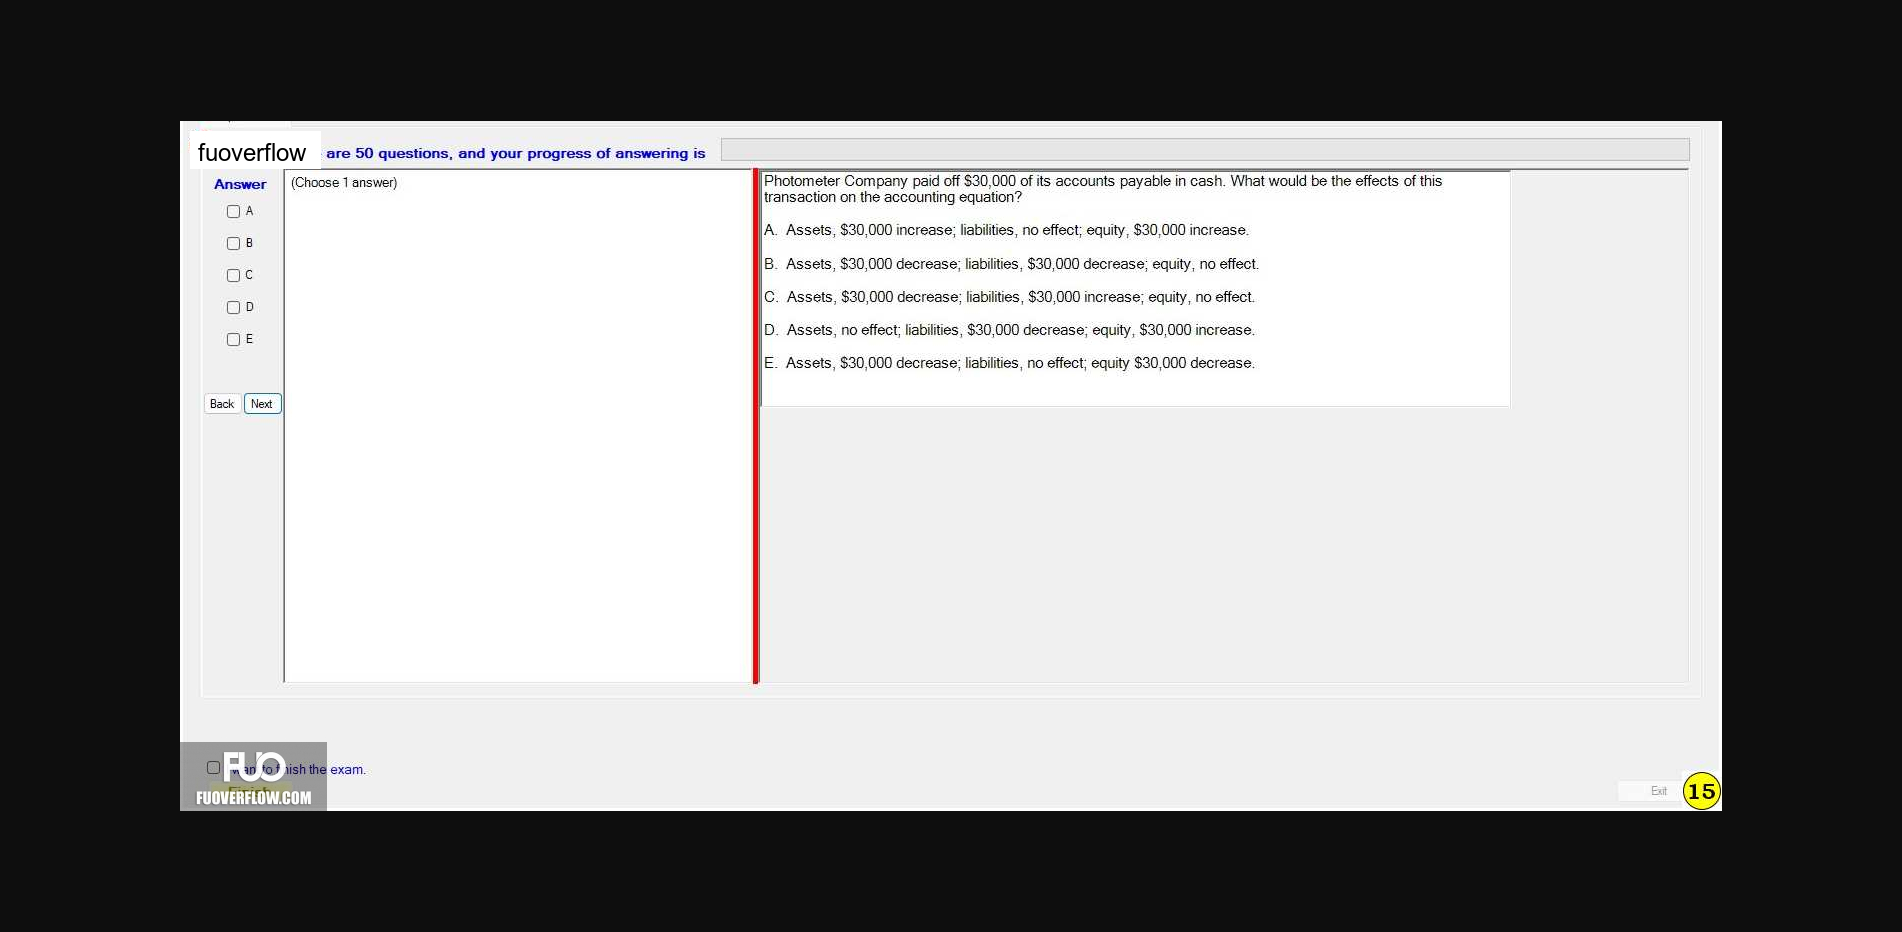 fuoverflow are 50 questions, and your progress of answering is
Answer
(Choose 1 answer)
A
B
C
D
E
Back Next
Photometer Company paid off $30,000 of its accounts payable in cash. What would be the effects of this
transaction on the accounting equation?
A. Assets, $30,000 increase; liabilities, no effect; equity, $30,000 increase.
B. Assets, $30,000 decrease; liabilities, $30,000 decrease; equity, no effect.
C. Assets, $30,000 decrease; liabilities, $30,000 increase; equity, no effect.
D. Assets, no effect; liabilities, $30,000 decrease; equity, $30,000 increase.
E. Assets, $30,000 decrease; liabilities, no effect; equity $30,000 decrease.
FUO
the exam.
FUOVERFLOW.COM
Exit
15